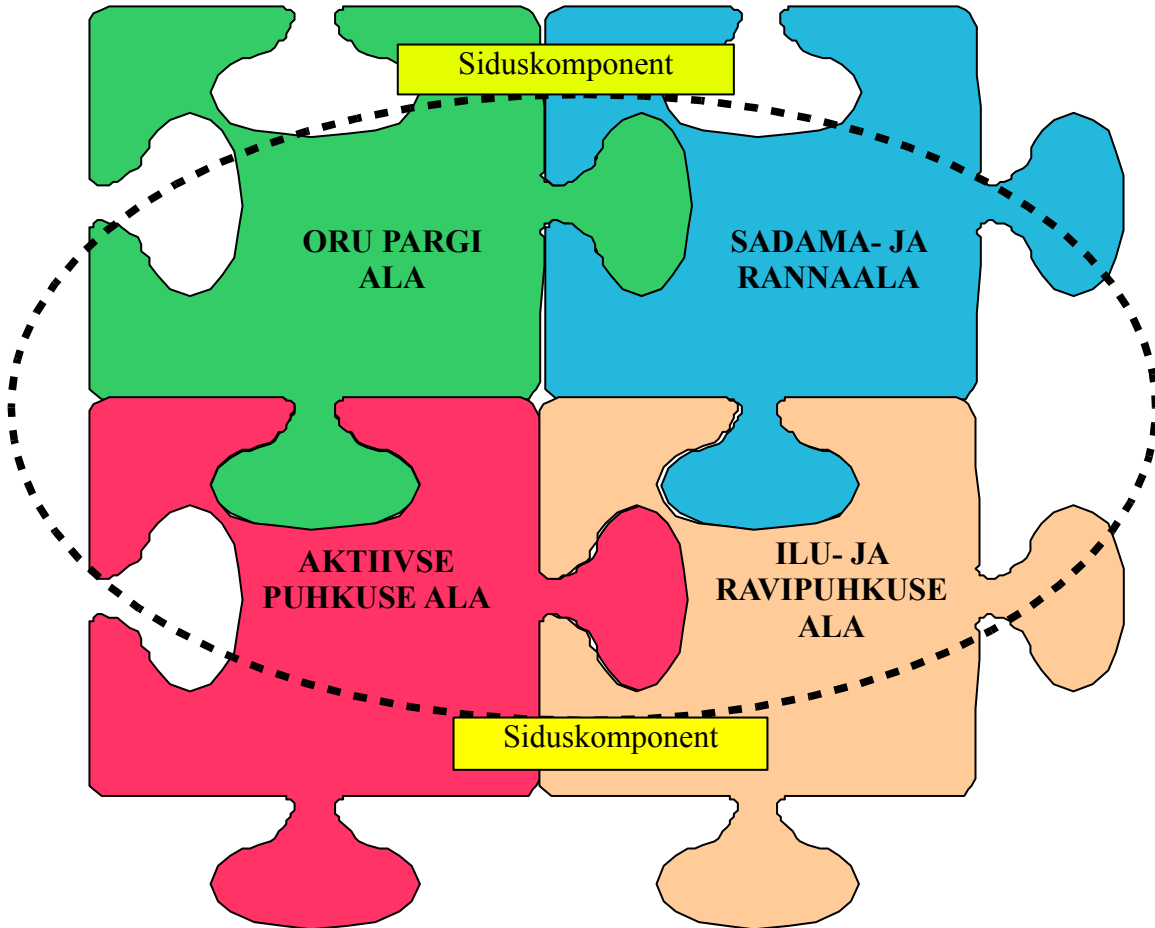 Siduskomponent
ORU PARGI
ALA
SADAMA- JA
RANNAALA
AKTIIVSE
PUHKUSE ALA
ILU- JA
RAVIPUHKUSE
ALA
Siduskomponent